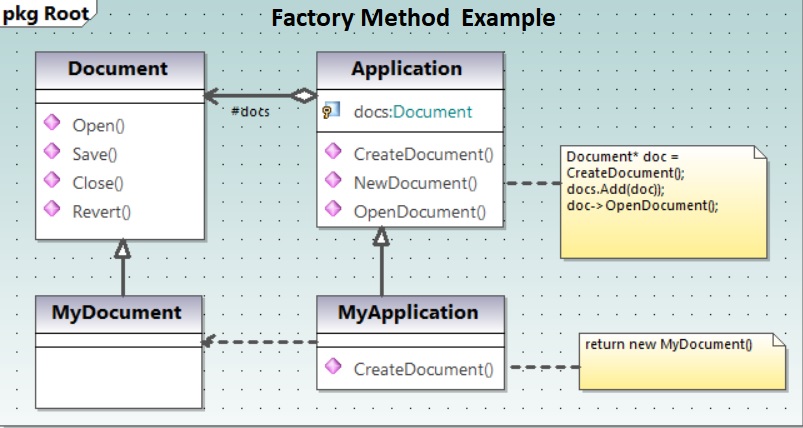 pkg Root
Factory Method Example
Document
Open()
Save()
Close()
Revert()
#docs
Application
docs:Document
CreateDocument()
NewDocument()
OpenDocument()
Document* doc =
CreateDocument();
docs.Add(doc));
doc-> OpenDocument();
MyDocument
MyApplication
CreateDocument()
return new MyDocument()